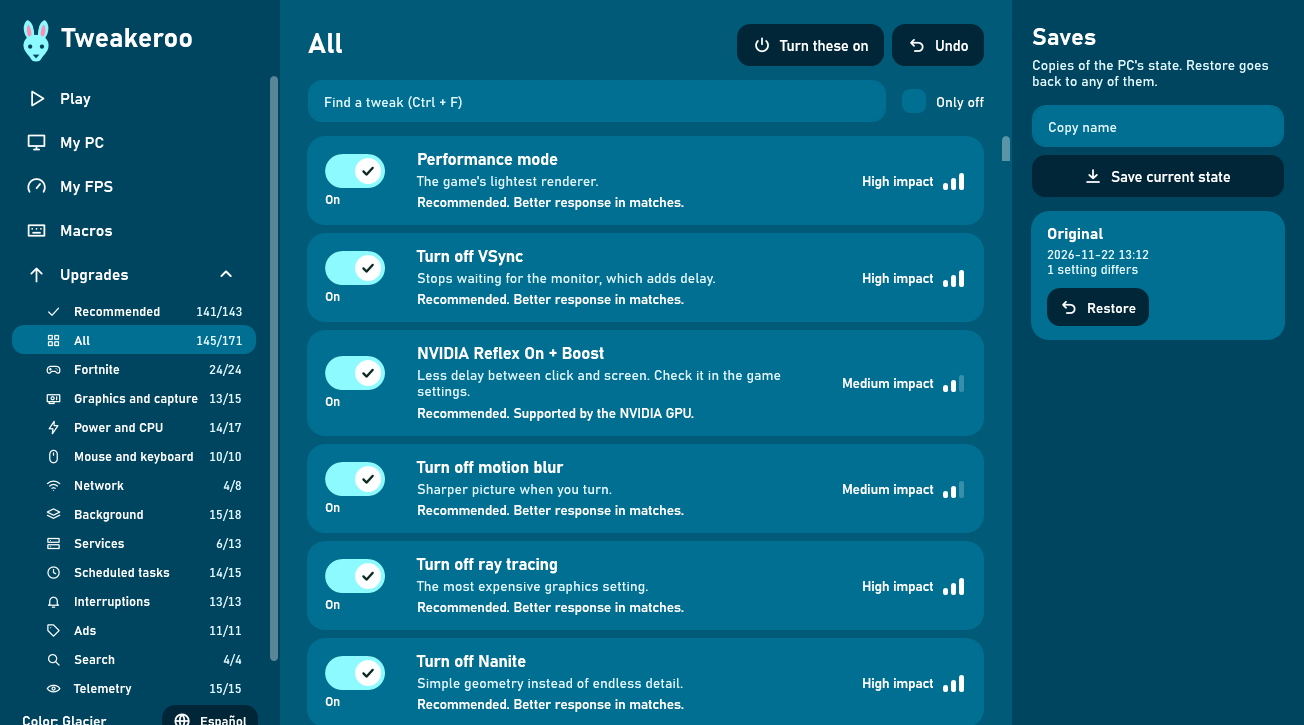 Tweakeroo
Play
My PC
My FPS
Macros
Upgrades
Recommended 141/143
All 145/171
Fortnite 24/24
Graphics and capture 13/15
Power and CPU 14/17
Mouse and keyboard 10/10
Network 4/8
Background 15/18
Services 6/13
Scheduled tasks 14/15
Interruptions 13/13
Ads 11/11
Search 4/4
Telemetry 15/15
Color: Glacier
Español
All
Turn these on
Undo
Find a tweak (Ctrl + F)
Only off
Performance mode
The game's lightest renderer.
Recommended. Better response in matches.
On
High impact
Turn off VSync
Stops waiting for the monitor, which adds delay.
Recommended. Better response in matches.
On
High impact
NVIDIA Reflex On + Boost
Less delay between click and screen. Check it in the game
settings.
Recommended. Supported by the NVIDIA GPU.
On
Medium impact
Turn off motion blur
Sharper picture when you turn.
Recommended. Better response in matches.
On
Medium impact
Turn off ray tracing
The most expensive graphics setting.
Recommended. Better response in matches.
On
High impact
Turn off Nanite
Simple geometry instead of endless detail.
Recommended. Better response in matches.
On
High impact
Saves
Copies of the PC's state. Restore goes
back to any of them.
Copy name
Save current state
Original
2026-11-22 13:12
1 setting differs
Restore